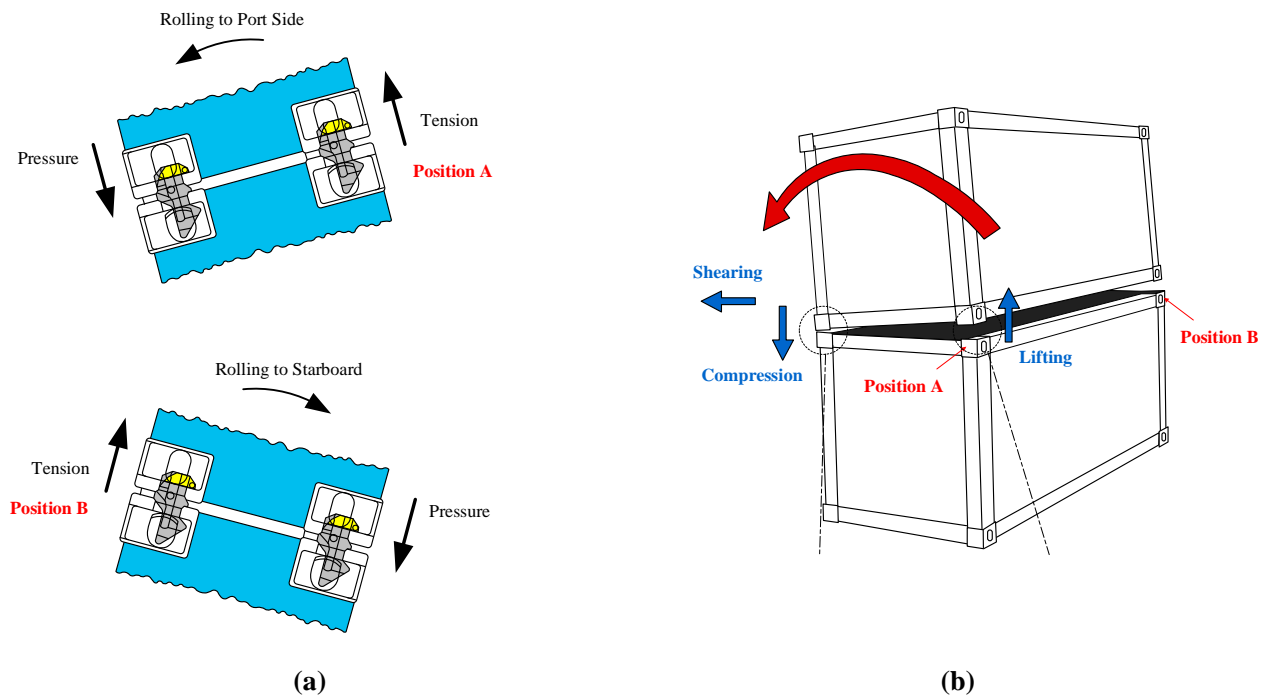 Rolling to Port Side
Tension
Pressure
Position A
Rolling to Starboard
Tension
Position B
Pressure
(a)
Shearing
Compression
Position A
Lifting
Position B
(b)